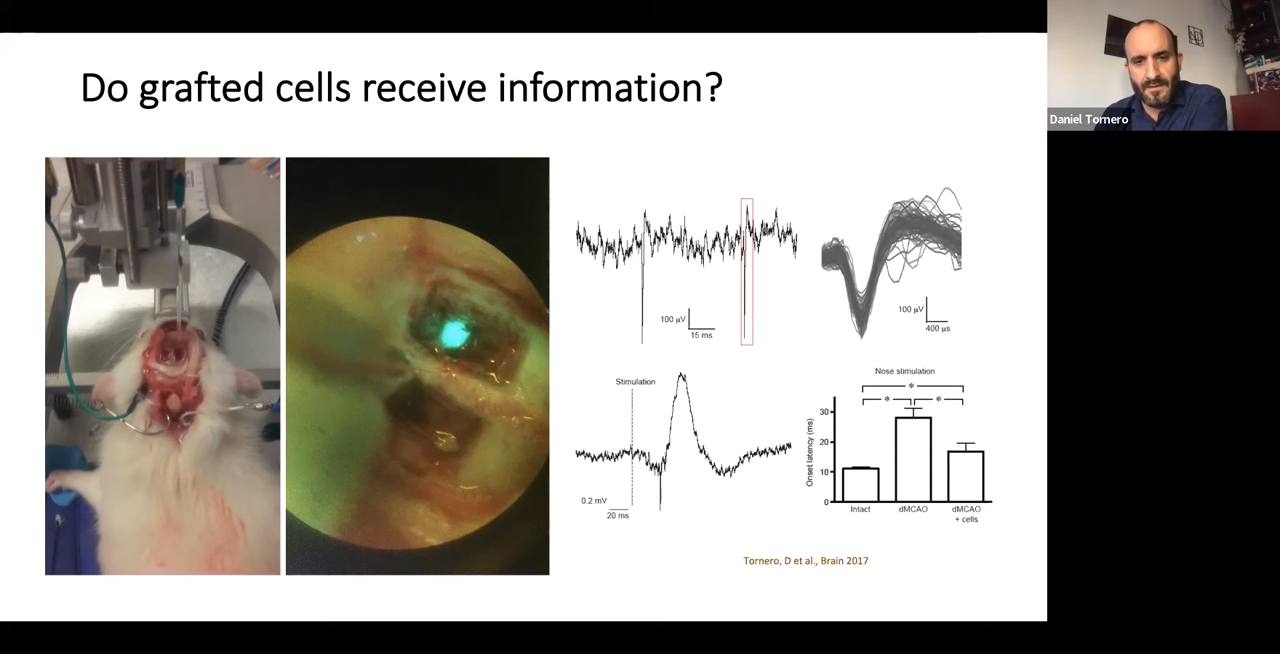 Do grafted cells receive information?
Daniel Tornero
100 µV
15 ms
100 µV
400 µs
Stimulation
0.2 mV
20 ms
Nose stimulation
*
* *
Onset latency (ms)
30
20
10
0
Intact dMCAO dMCAO
+ cells
Tornero, D et al., Brain 2017